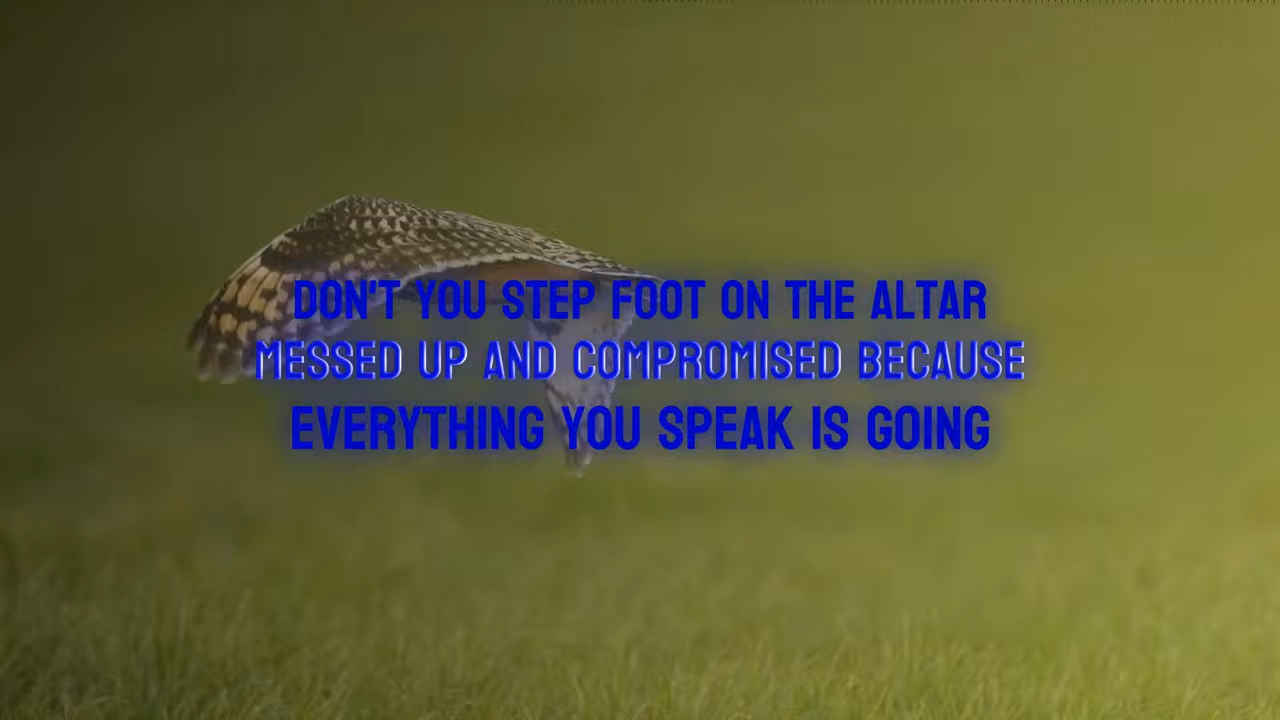 DON'T YOU STEP FOOT ON THE ALTAR
MESSED UP AND COMPROMISED BECAUSE
EVERYTHING YOU SPEAK IS GOING